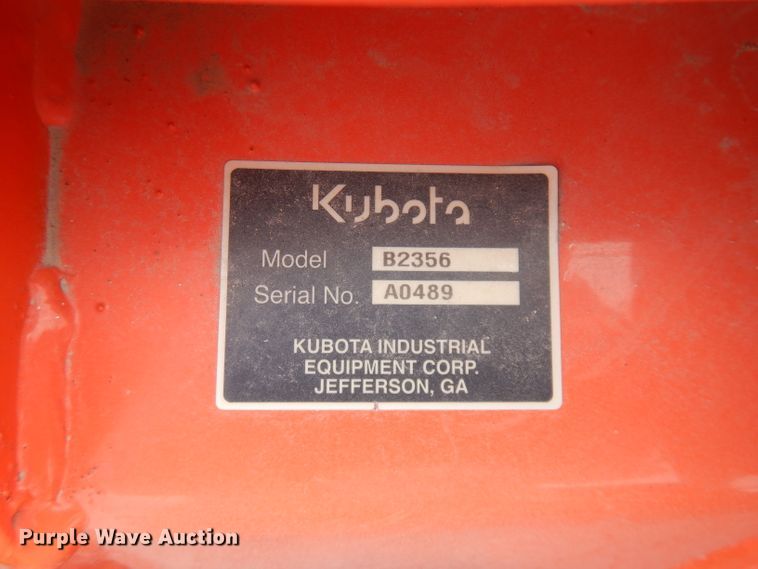 Kubota
Model B2356
Serial No. A0489
KUBOTA INDUSTRIAL
EQUIPMENT CORP.
JEFFERSON, GA
Purple Wave Auction